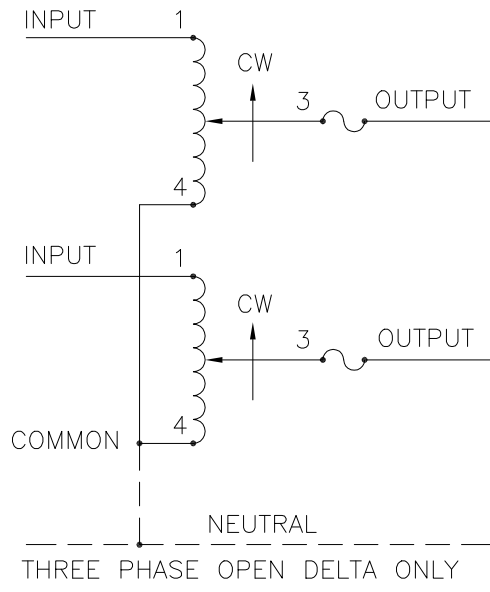 INPUT 1
CW
3 OUTPUT
4
INPUT 1
CW
3 OUTPUT
4
COMMON
NEUTRAL
THREE PHASE OPEN DELTA ONLY